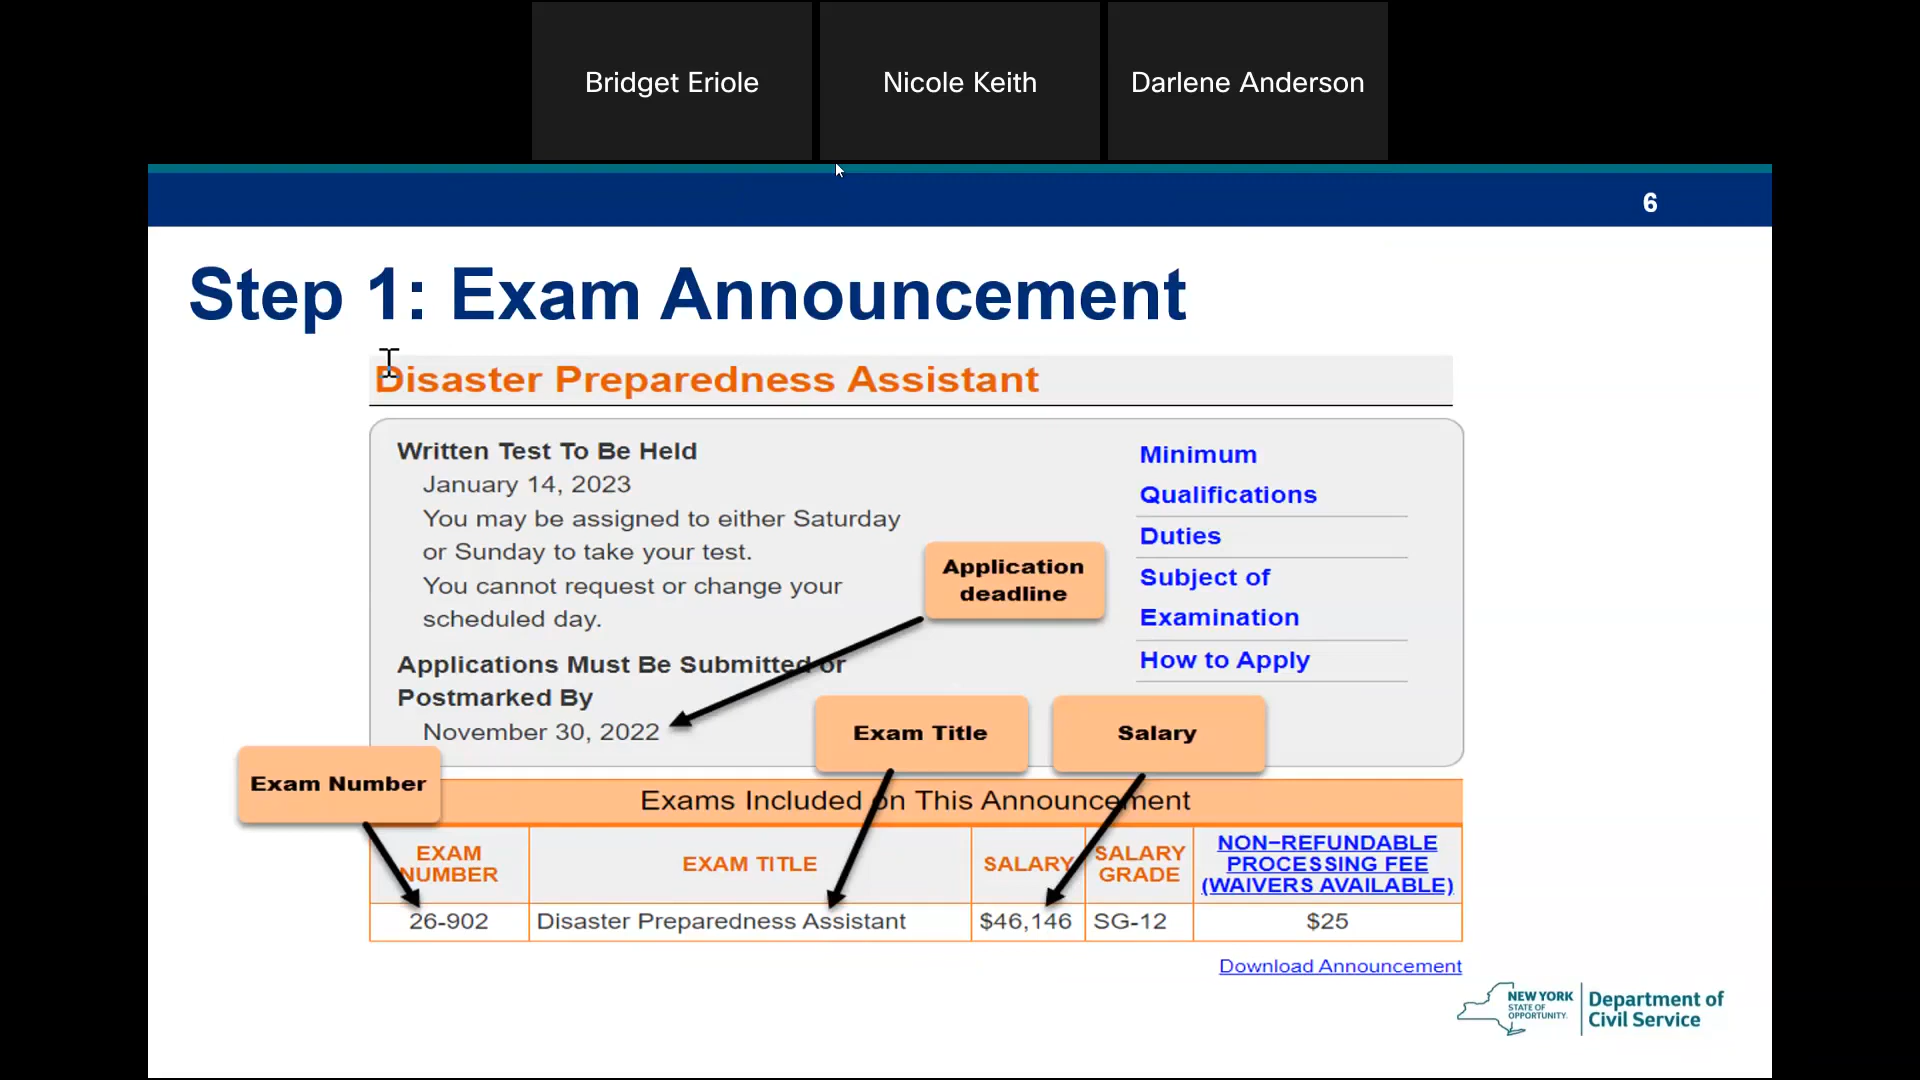 Bridget Eriole
Nicole Keith
Darlene Anderson
6
Step 1: Exam Announcement
Disaster Preparedness Assistant
Written Test To Be Held
January 14, 2023
You may be assigned to either Saturday
or Sunday to take your test.
You cannot request or change your
scheduled day.
Applications Must Be Submitted or
Postmarked By
November 30, 2022
Minimum
Qualifications
Duties
Subject of
Examination
How to Apply
Application
deadline
Exam Number
Exam Title
Salary
Exams Included on This Announcement
EXAM
NUMBER
EXAM TITLE
SALARY
SALARY
GRADE
NON-REFUNDABLE
PROCESSING FEE
(WAIVERS AVAILABLE)
26-902
Disaster Preparedness Assistant
$46,146
SG-12
$25
Download Announcement
NEW YORK
STATE OF
OPPORTUNITY.
Department of
Civil Service